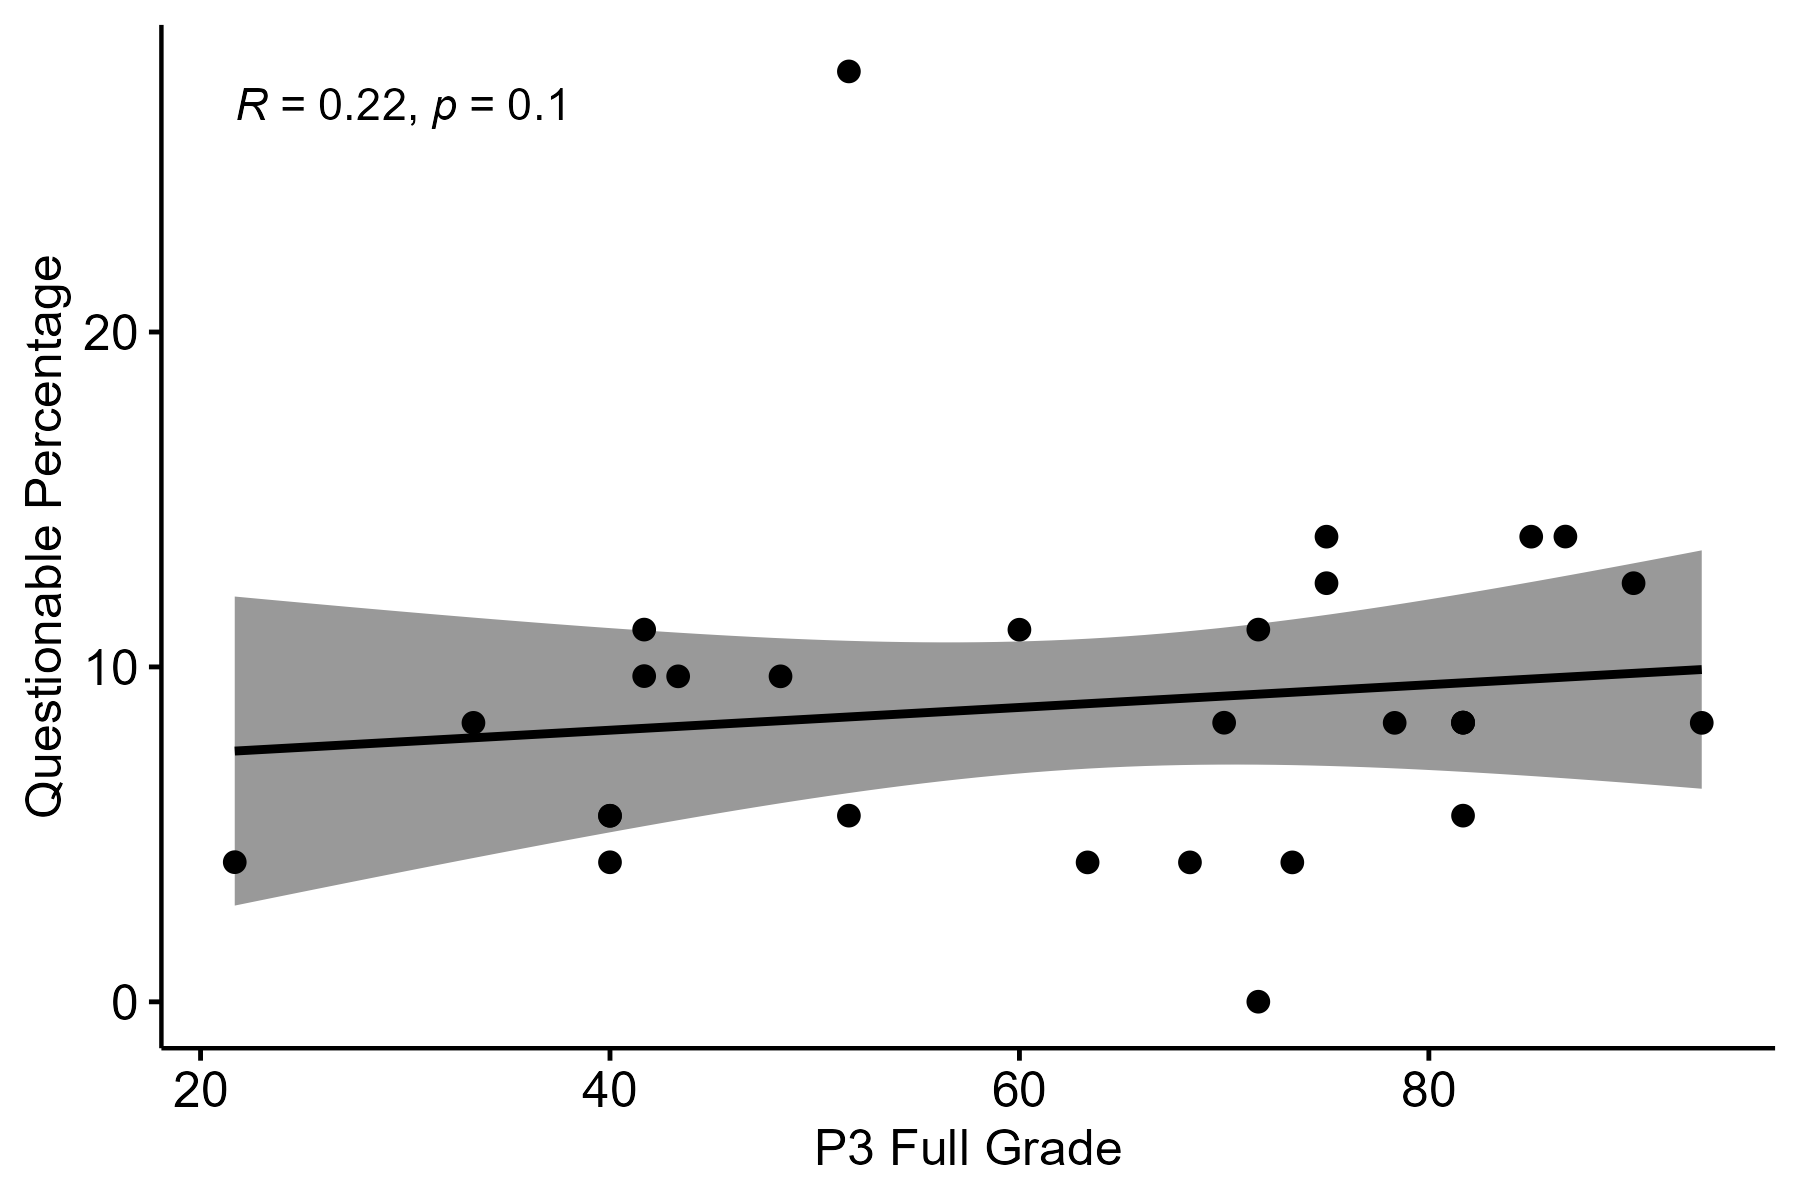 R = 0.22, p = 0.1
Questionable Percentage
20
10
0
20 40 60 80
P3 Full Grade